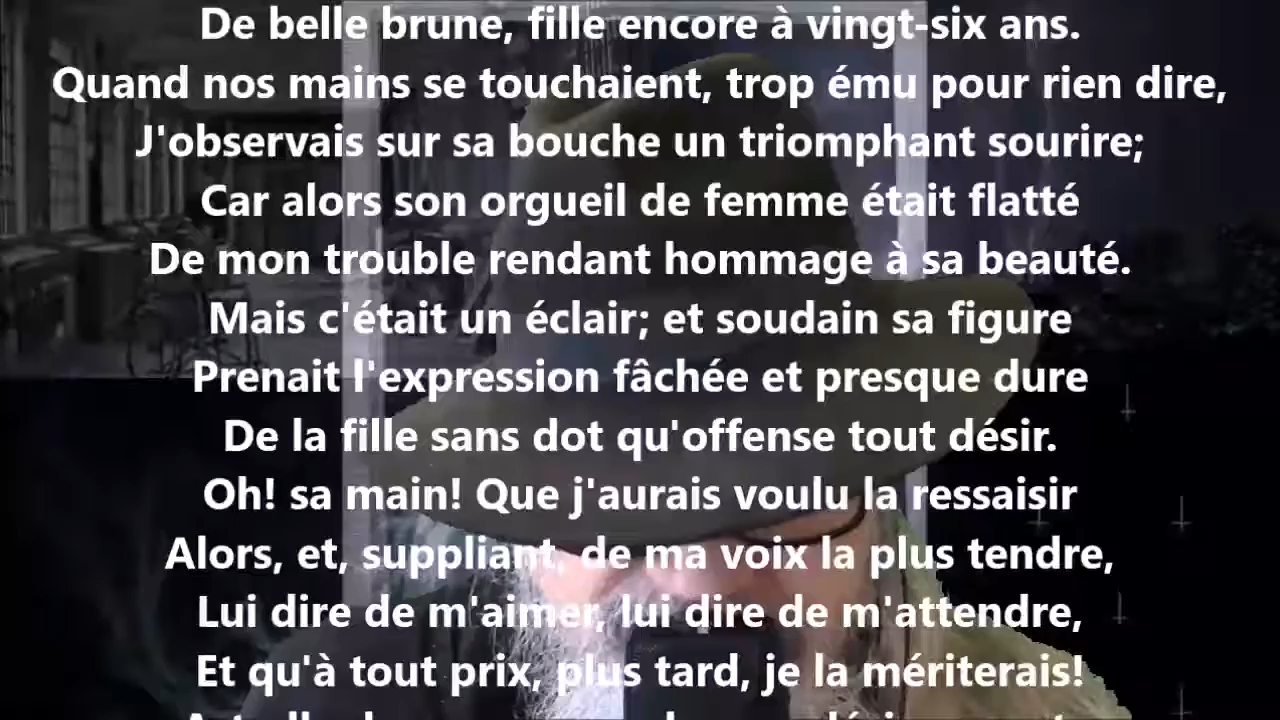 De belle brune, fille encore à vingt-six ans.
Quand nos mains se touchaient, trop ému pour rien dire,
J'observais sur sa bouche un triomphant sourire;
Car alors son orgueil de femme était flatté
De mon trouble rendant hommage à sa beauté.
Mais c'était un éclair; et soudain sa figure
Prenait l'expression fâchée et presque dure
De la fille sans dot qu'offense tout désir.
Oh! sa main! Que j'aurais voulu la ressaisir
Alors, et, suppliant, de ma voix la plus tendre,
Lui dire de m'aimer, lui dire de m'attendre,
Et qu'à tout prix, plus tard, je la mériterais!